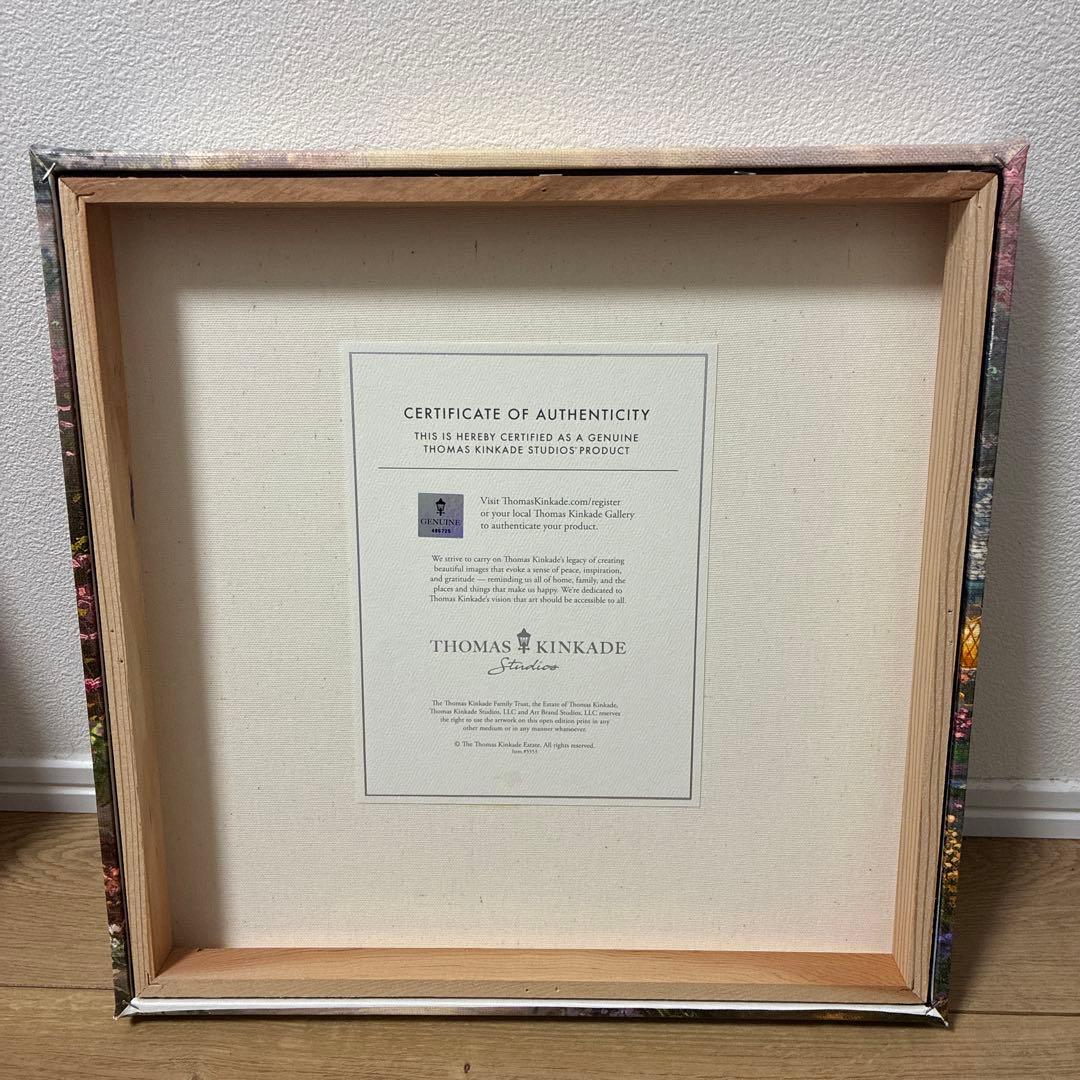 CERTIFICATE OF AUTHENTICITY
THIS IS HEREBY CERTIFIED AS A GENUINE
THOMAS KINKADE STUDIOS® PRODUCT
GENUINE
Visit ThomasKinkade.com/register
or your local Thomas Kinkade Gallery
to authenticate your product.
We strive to carry on Thomas Kinkade's legacy of creating
beautiful images that evoke a sense of peace, inspiration,
and gratitude — reminding us all of home, family, and the
places and things that make us happy. We're dedicated to
Thomas Kinkade's vision that art should be accessible to all.
THOMAS KINKADE
Studios
The Thomas Kinkade Family Trust, the Estate of Thomas Kinkade,
Thomas Kinkade Studios, LLC and Art Brand Studios, LLC reserves
the right to use the artwork on this open edition print in any
other medium or in any manner whatsoever.
© The Thomas Kinkade Estate. All rights reserved.